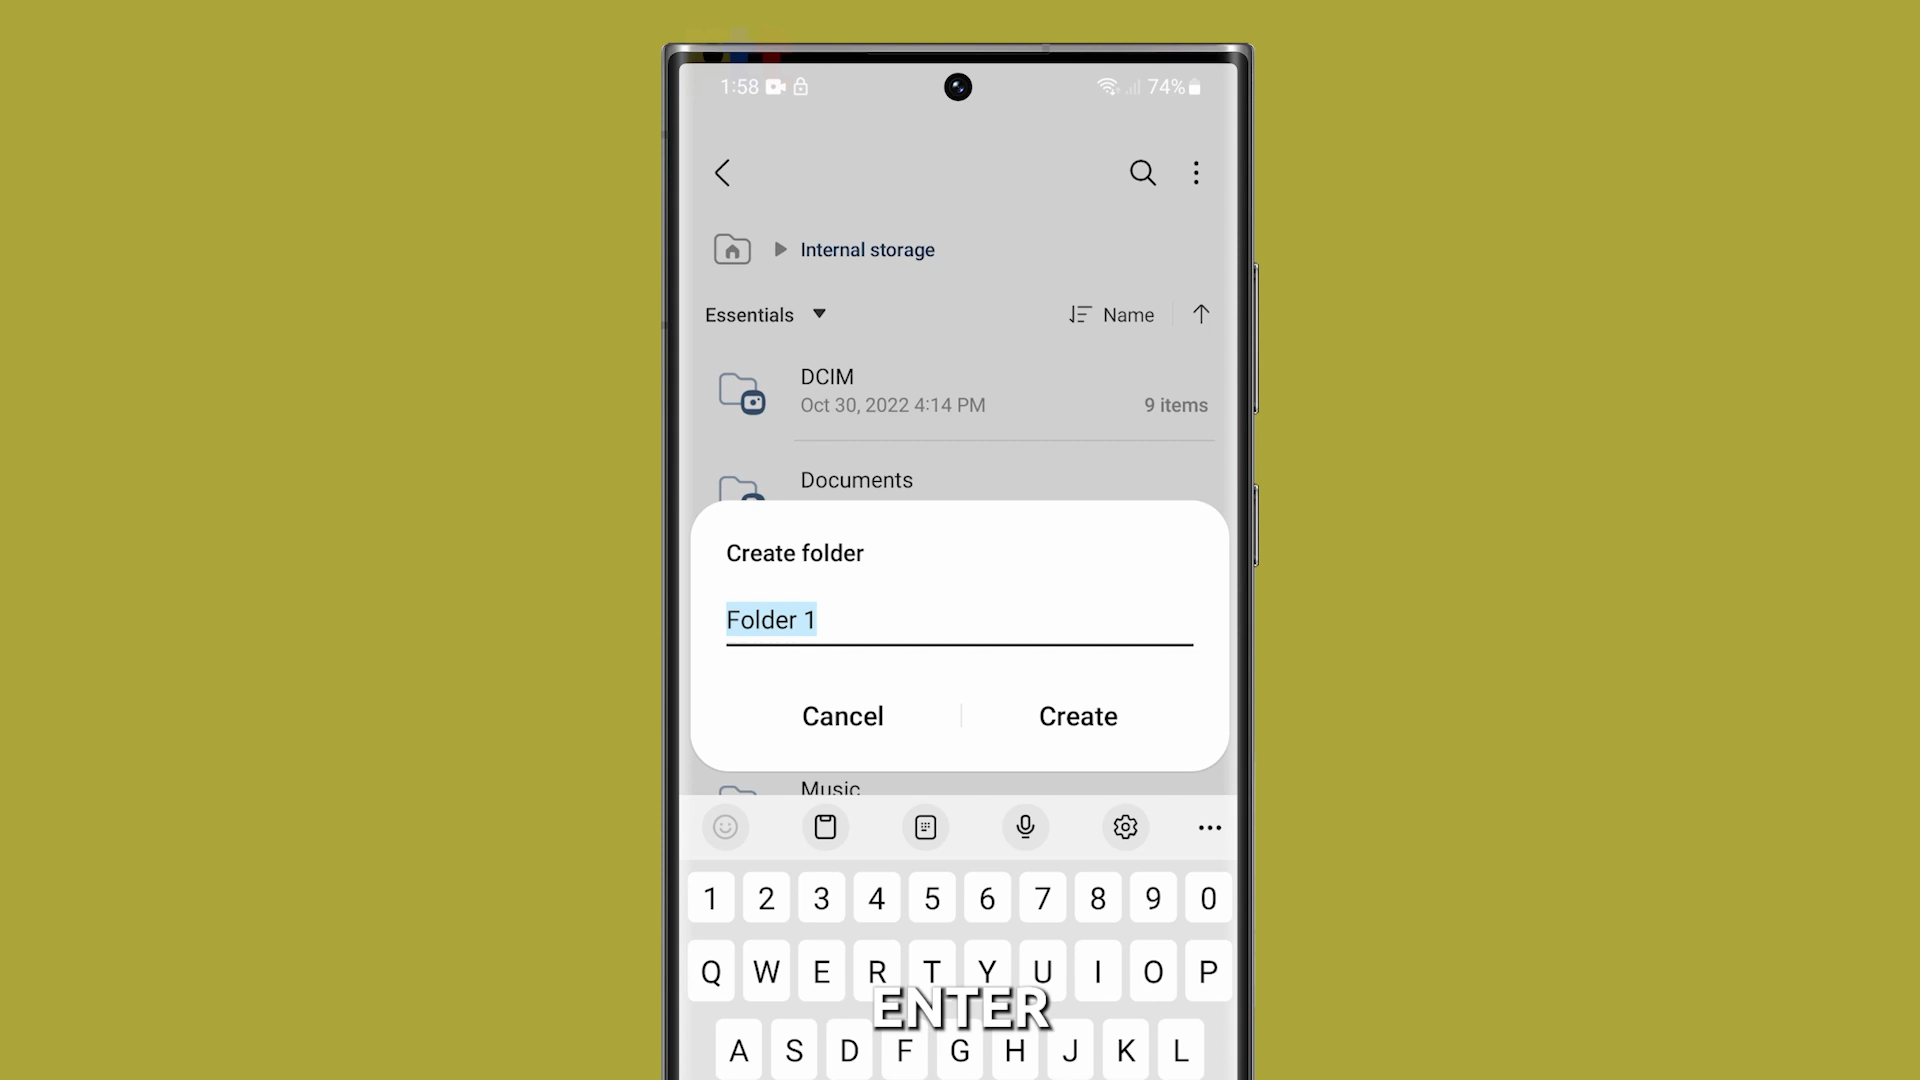 1:58
74%
Internal storage
Essentials
Name
DCIM
Oct 30, 2022 4:14 PM
9 items
Documents
Create folder
Folder 1
Cancel
Create
Music
1 2 3 4 5 6 7 8 9 0
Q W E R T Y U I O P
ENTER
A S D F G H J K L